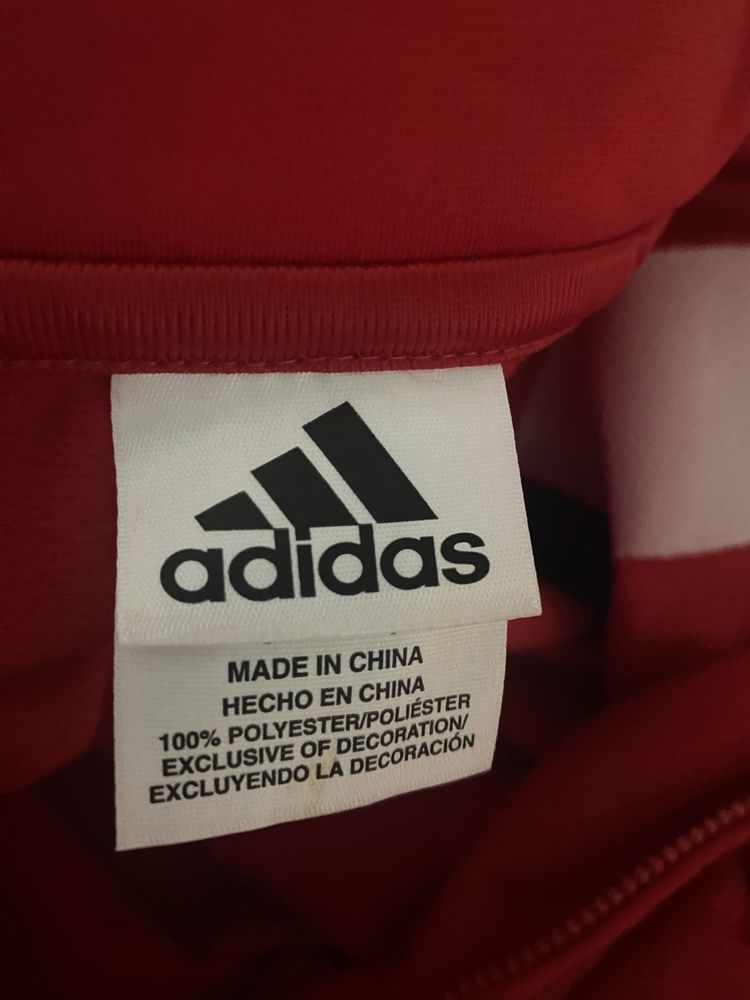 adidas
MADE IN CHINA
HECHO EN CHINA
100% POLYESTER/POLIÉSTER
EXCLUSIVE OF DECORATION/
EXCLUYENDO LA DECORACIÓN